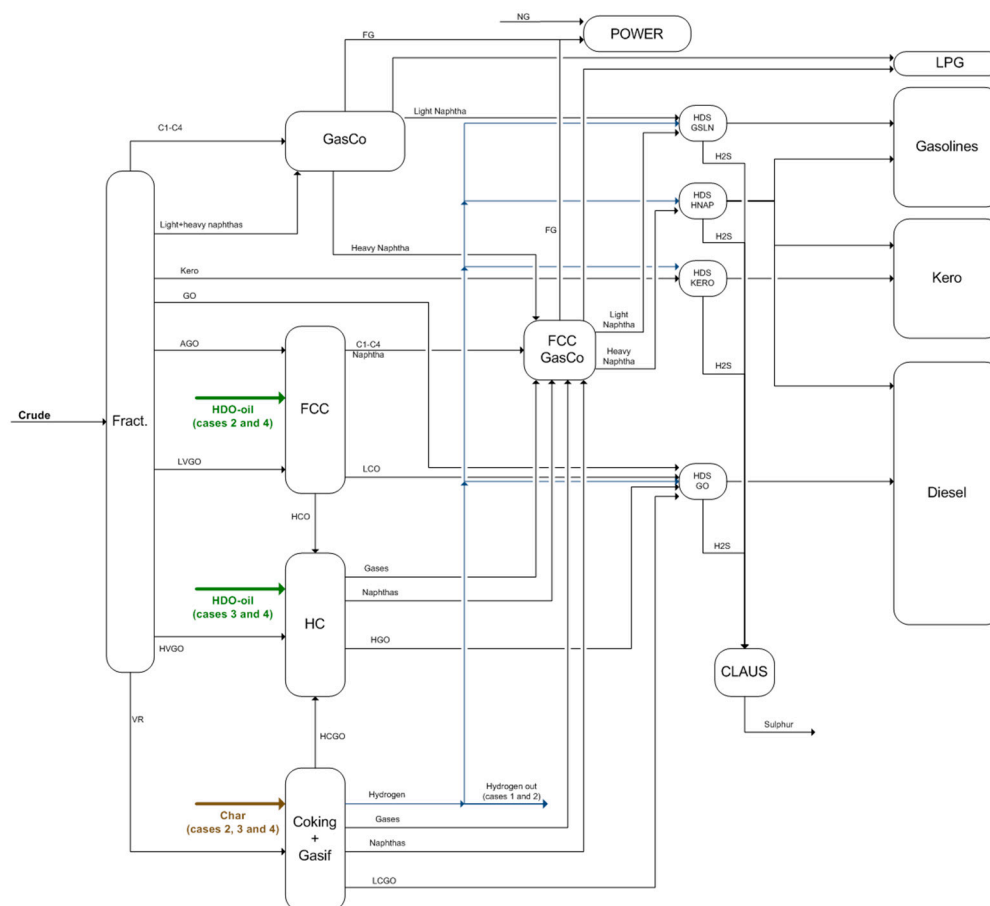 NG
POWER
FG
LPG
C1-C4
GasCo
Light Naphtha
HDS
GSLN
Gasolines
H2S
HDS
HNAP
Light+heavy naphthas
Heavy Naphtha
FG
H2S
Kero
HDS
KERO
Kero
GO
Light
Naphtha
AGO
FCC
C1-C4
Naphtha
FCC
GasCo
Heavy
Naphtha
H2S
HDO-oil
(cases 2 and 4)
Crude
Fract.
LVGO
LCO
HDS
GO
Diesel
HCO
H2S
Gases
HDO-oil
(cases 3 and 4)
Naphthas
HC
HVGO
HGO
CLAUS
VR
Sulphur
HCGO
Hydrogen
Hydrogen out
(cases 1 and 2)
Char
(cases 2, 3 and 4)
Coking
+
Gasif
Gases
Naphthas
LCGO